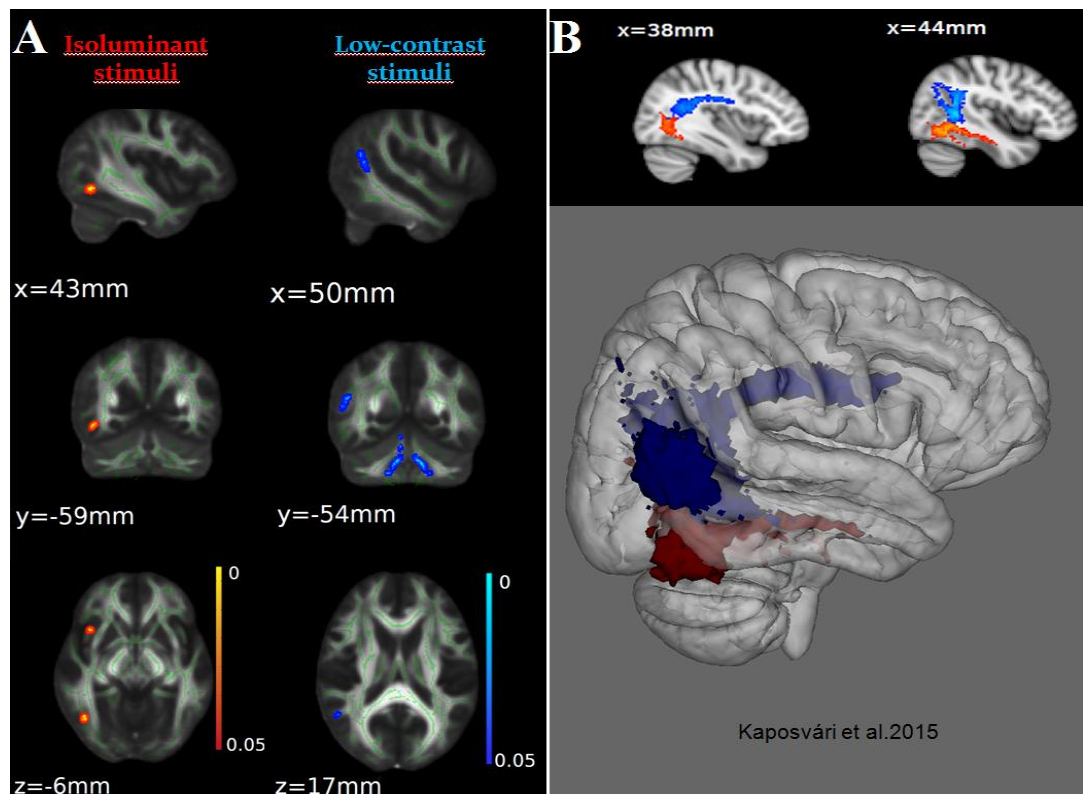 A
Isoluminant
stimuli
Low-contrast
stimuli
x=43mm
x=50mm
y=-59mm
y=-54mm
0
0.05
z=-6mm
0
0.05
z=17mm
B
x=38mm
x=44mm
Kaposvári et al.2015